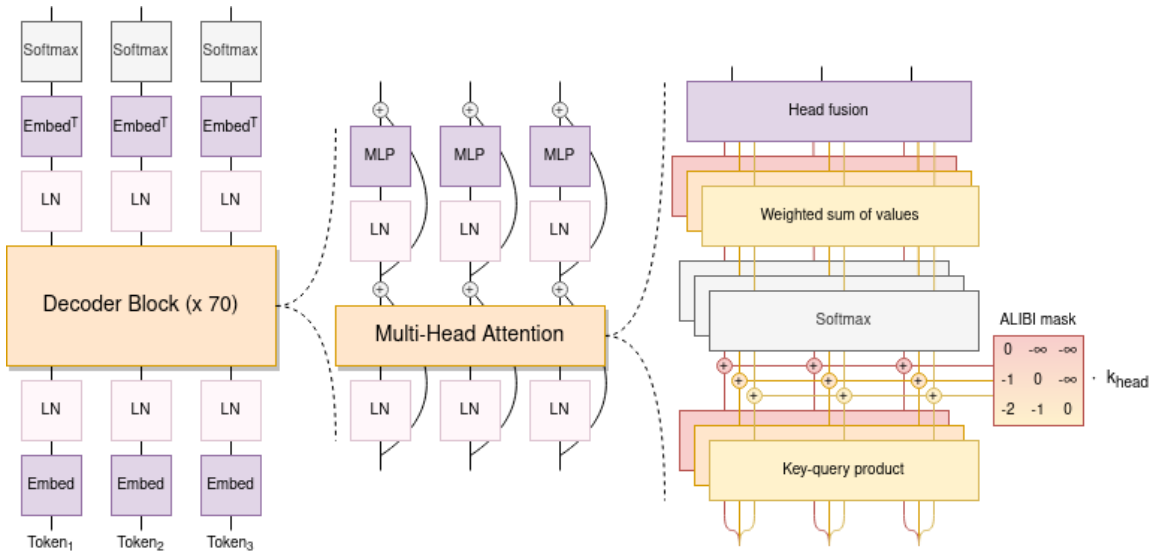 Softmax Softmax Softmax
Embedᵀ Embedᵀ Embedᵀ
LN LN LN
Decoder Block (x 70)
LN LN LN
Embed Embed Embed
Token₁ Token₂ Token₃
+ + +
MLP MLP MLP
LN LN LN
+ + +
Multi-Head Attention
LN LN LN
Head fusion
Weighted sum of values
Softmax
+ + +
+ + +
+ + +
Key-query product
ALIBI mask
0 -∞ -∞
-1 0 -∞
-2 -1 0
· k_head